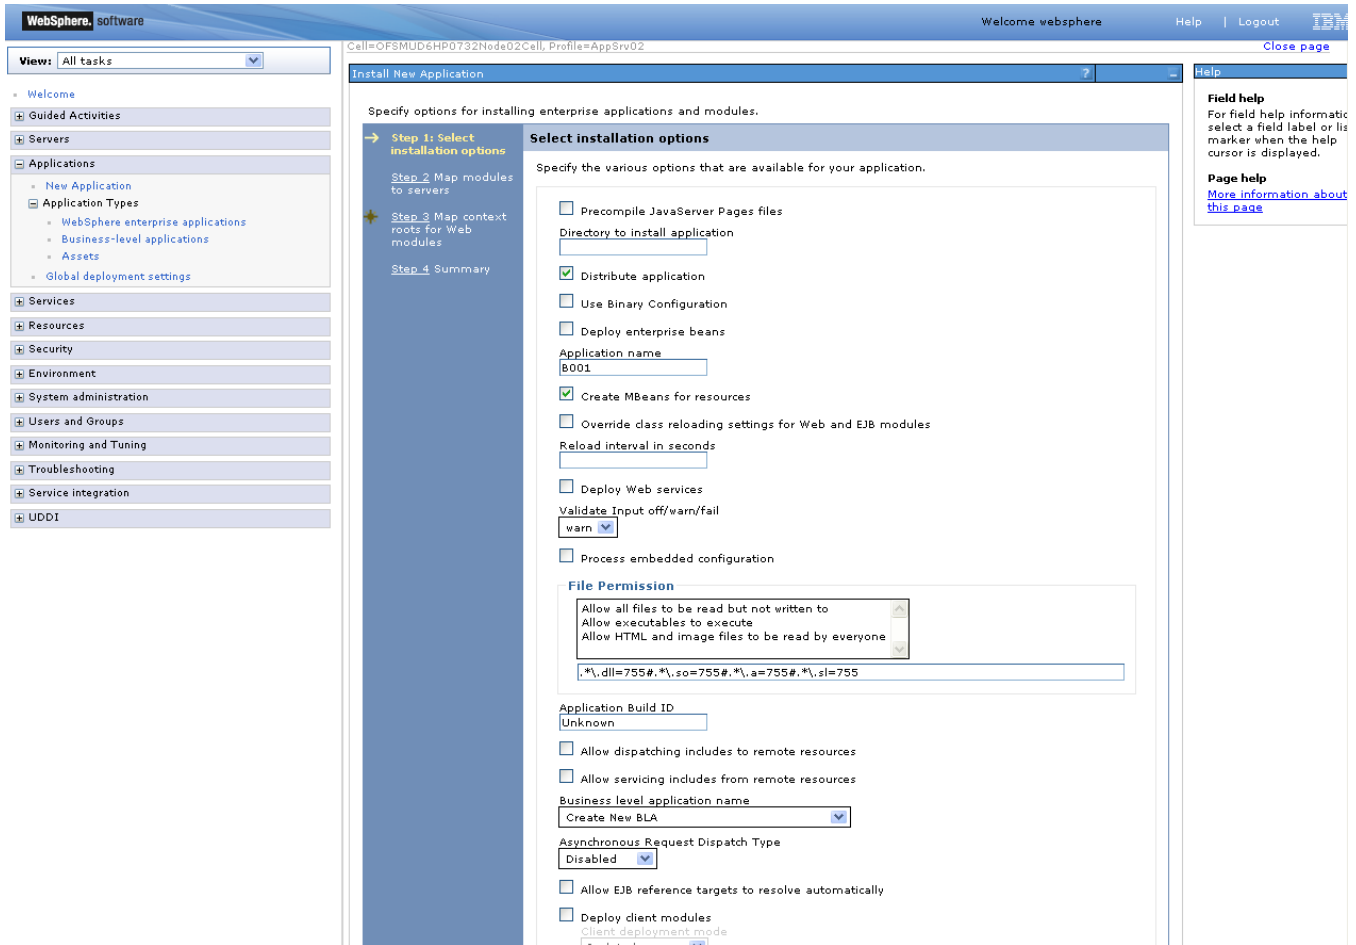 WebSphere. software
Welcome websphere
Help | Logout
IBM
View: All tasks
Cell=OFSMUD6HP0732Node02Cell, Profile=AppSrv02
Close page
Welcome
Guided Activities
Servers
Applications
New Application
Application Types
WebSphere enterprise applications
Business-level applications
Assets
Global deployment settings
Services
Resources
Security
Environment
System administration
Users and Groups
Monitoring and Tuning
Troubleshooting
Service integration
UDDI
Install New Application ? -
Specify options for installing enterprise applications and modules.
Step 1: Select
installation options
Step 2 Map modules
to servers
Step 3 Map context
roots for Web
modules
Step 4 Summary
Select installation options
Specify the various options that are available for your application.
Precompile JavaServer Pages files
Directory to install application
Distribute application
Use Binary Configuration
Deploy enterprise beans
Application name
B001
Create MBeans for resources
Override class reloading settings for Web and EJB modules
Reload interval in seconds
Deploy Web services
Validate Input off/warn/fail
warn
Process embedded configuration
File Permission
Allow all files to be read but not written to
Allow executables to execute
Allow HTML and image files to be read by everyone
.*\.dll=755#.*\.so=755#.*\.a=755#.*\.sl=755
Application Build ID
Unknown
Allow dispatching includes to remote resources
Allow servicing includes from remote resources
Business level application name
Create New BLA
Asynchronous Request Dispatch Type
Disabled
Allow EJB reference targets to resolve automatically
Deploy client modules
Client deployment mode
Help
Field help
For field help informatic
select a field label or lis
marker when the help
cursor is displayed.
Page help
More information about
this page